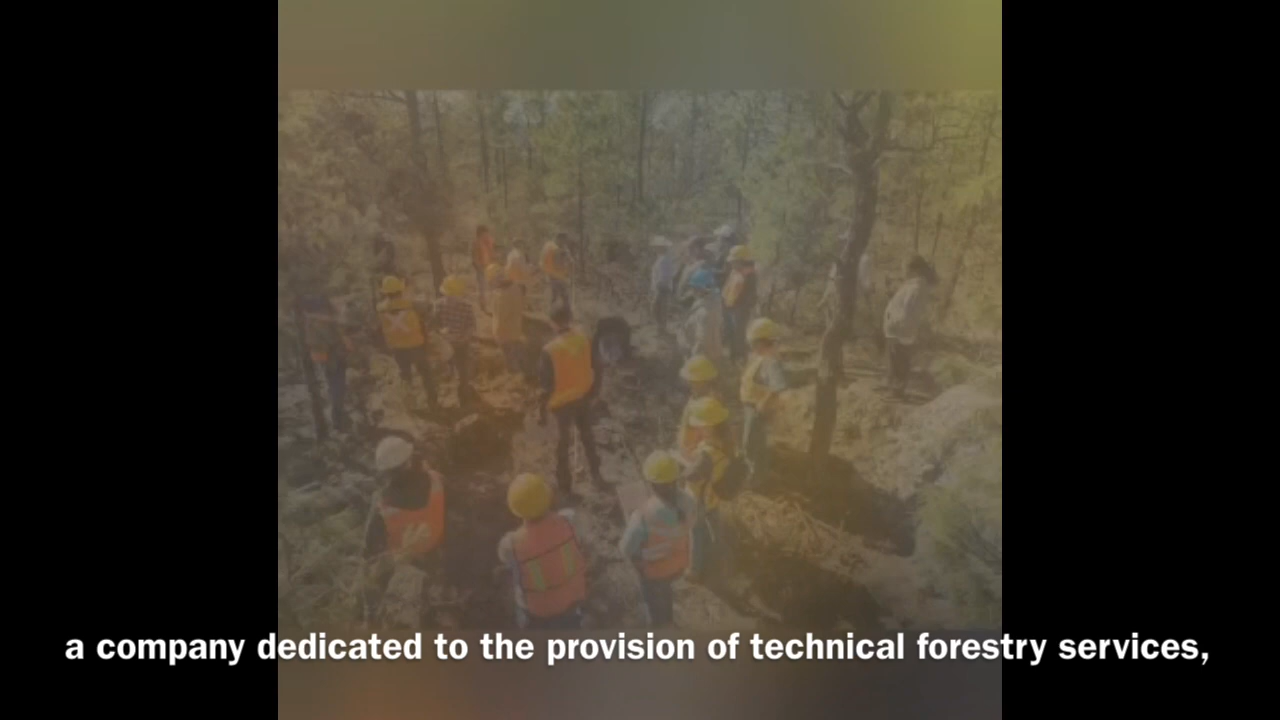 a company dedicated to the provision of technical forestry services,